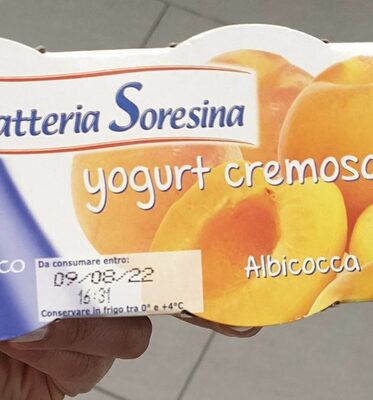 atteria Soresina
yogurt cremoso
Albicocca
co
Da consumare entro:
09/08/22
16:31
Conservare in frigo tra 0° e +4°C